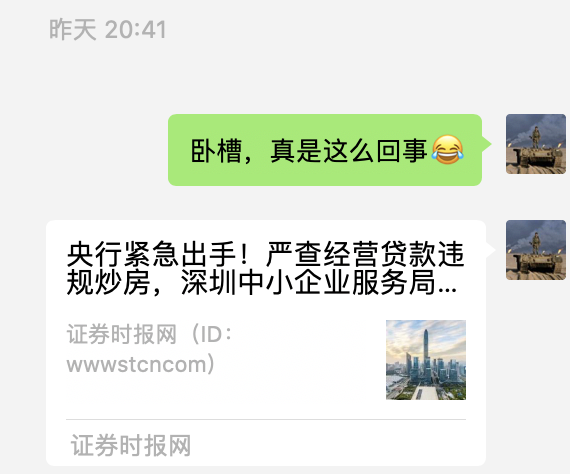 昨天 20:41
卧槽，真是这么回事😂
央行紧急出手！严查经营贷款违
规炒房，深圳中小企业服务局...
证券时报网（ID：
wwwstcncom）
证券时报网